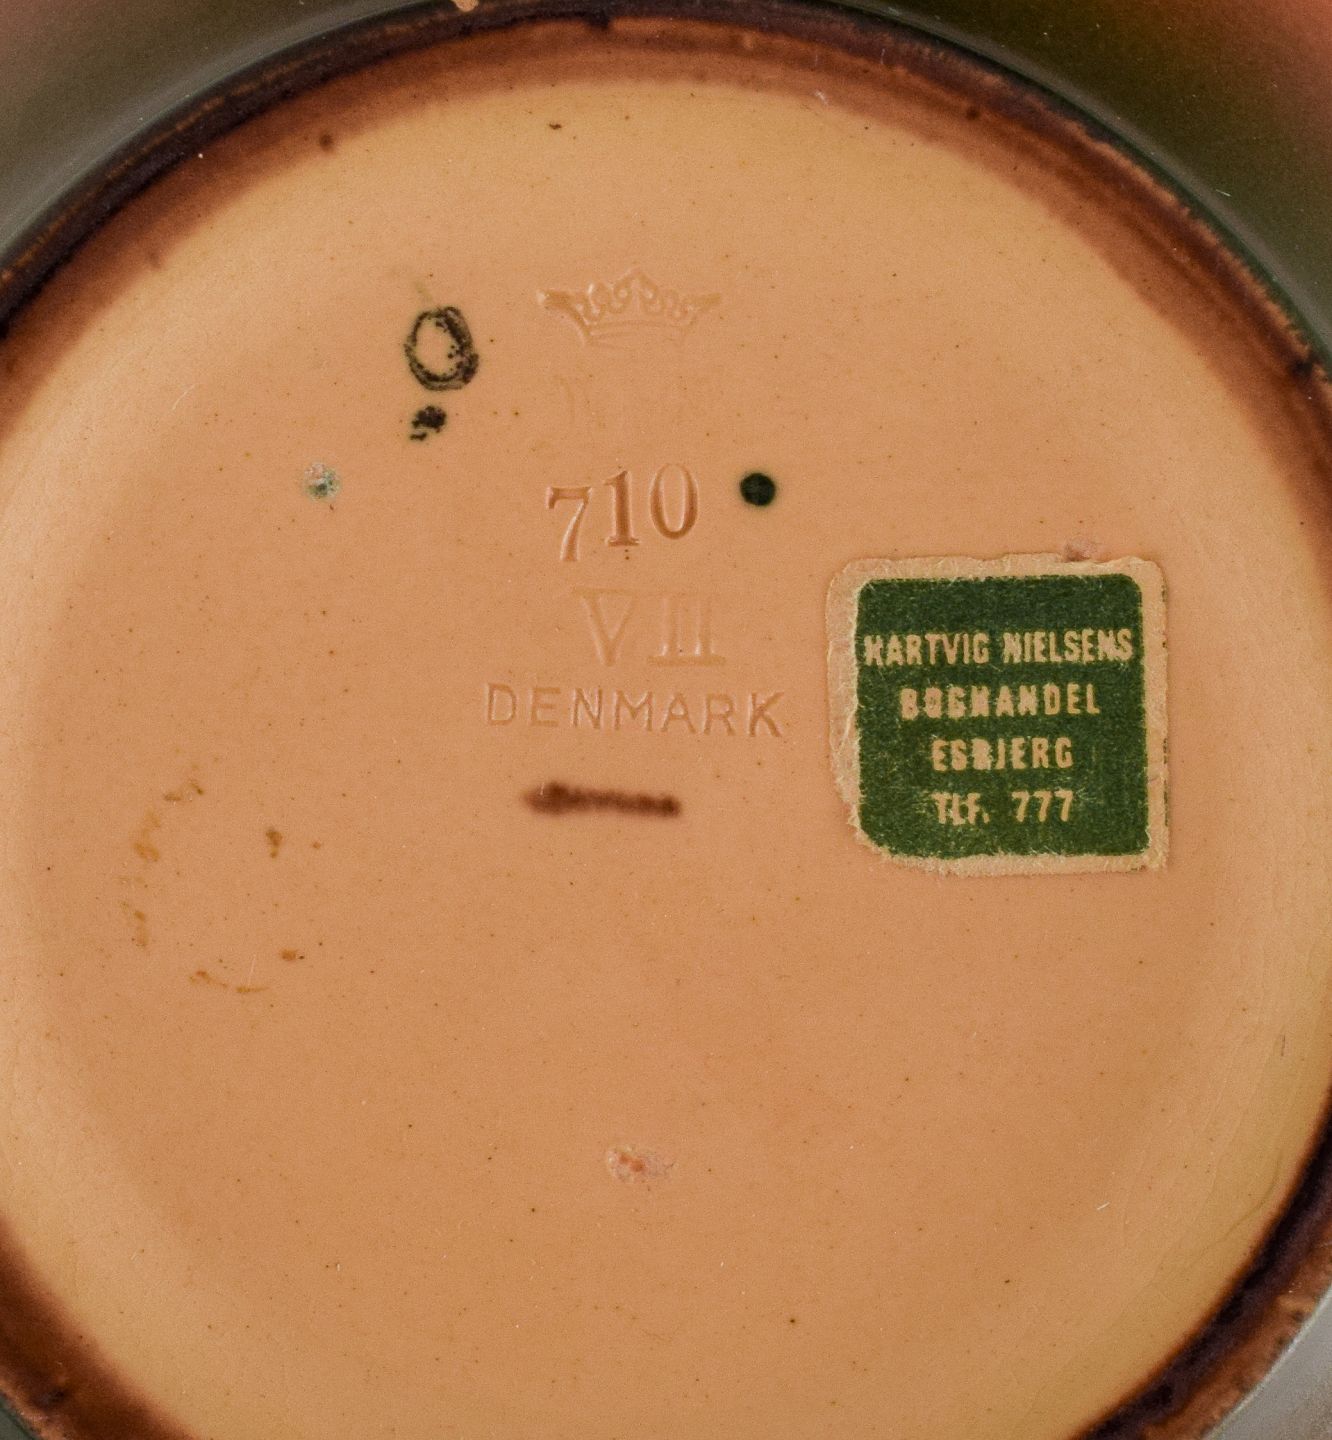 710
VII
DENMARK
HARTVIG NIELSENS
BOGHANDEL
ESBJERG
TLF. 777